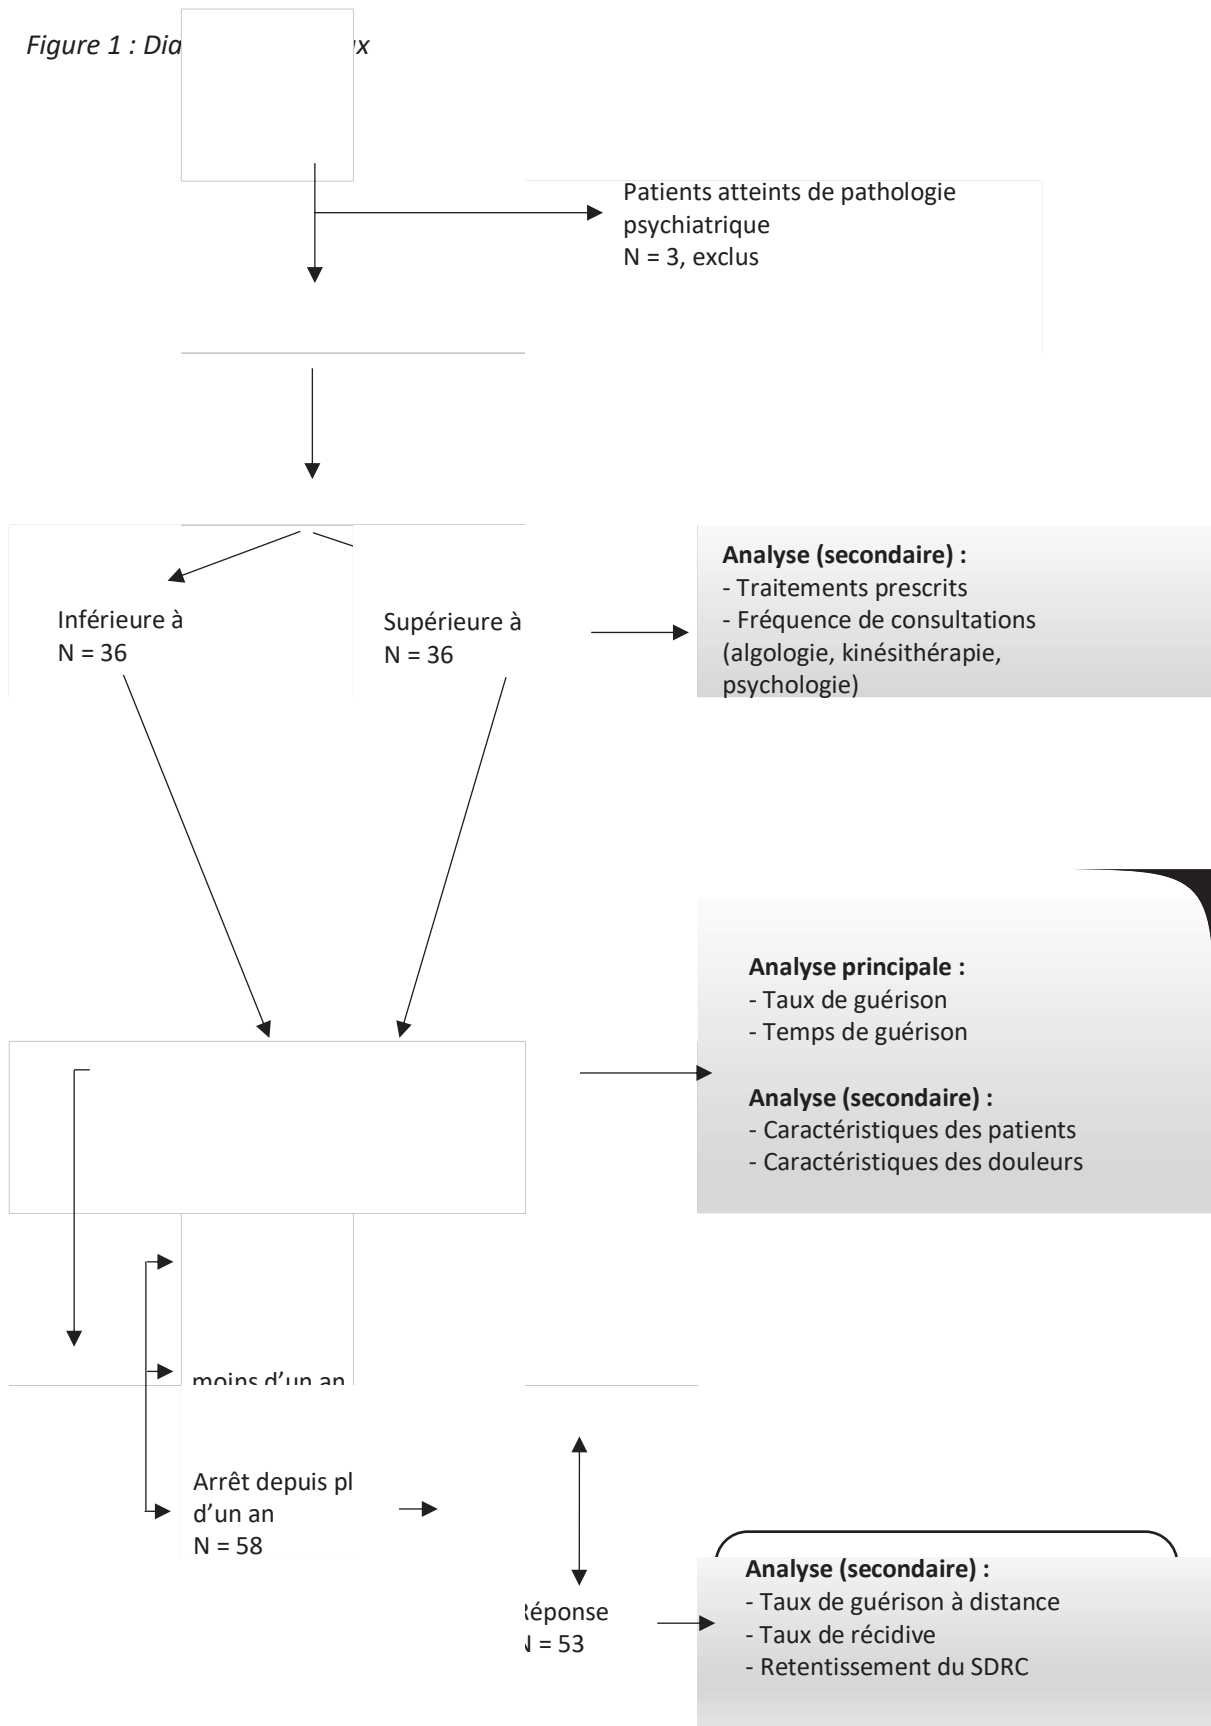 Figure 1 : Dia
Patients atteints de pathologie
psychiatrique
N = 3, exclus
Inférieure à
N = 36
Supérieure à
N = 36
Analyse (secondaire) :
- Traitements prescrits
- Fréquence de consultations
(algologie, kinésithérapie,
psychologie)
Analyse principale :
- Taux de guérison
- Temps de guérison
Analyse (secondaire) :
- Caractéristiques des patients
- Caractéristiques des douleurs
moins d'un an
Arrêt depuis pl
d'un an
N = 58
Réponse
N = 53
Analyse (secondaire) :
- Taux de guérison à distance
- Taux de récidive
- Retentissement du SDRC